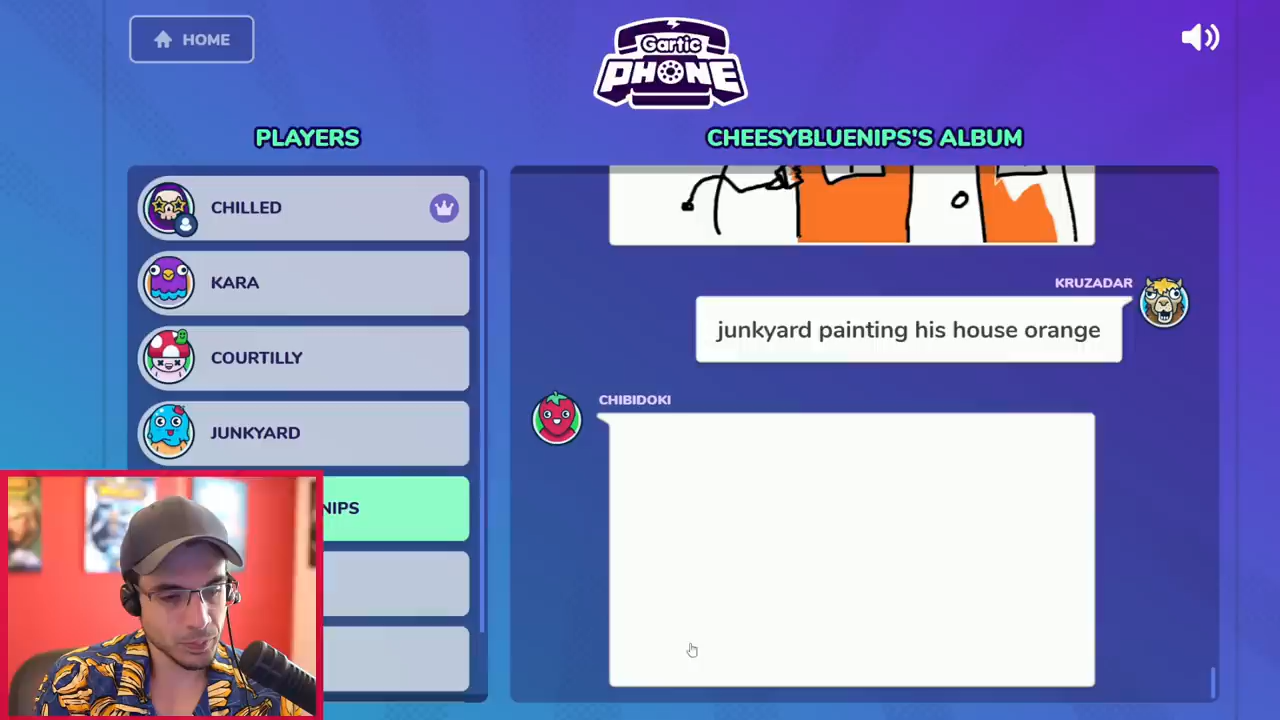 HOME
Gartic
PHONE
PLAYERS
CHEESYBLUENIPS'S ALBUM
CHILLED
KARA
COURTILLY
JUNKYARD
NIPS
KRUZADAR
junkyard painting his house orange
CHIBIDOKI